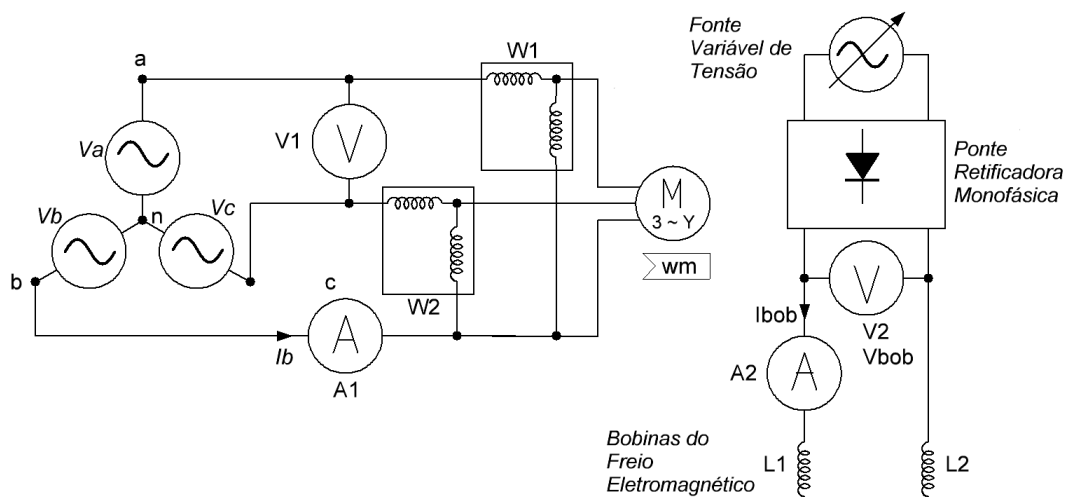 a
Va
Vb
n
Vc
b
c
Ib
A
A1
V1
V
W1
W2
M
3 ~ Y
wm
Fonte
Variável de
Tensão
Ponte
Retificadora
Monofásica
Ibob
V
V2
Vbob
A2
A
Bobinas do
Freio
Eletromagnético
L1
L2